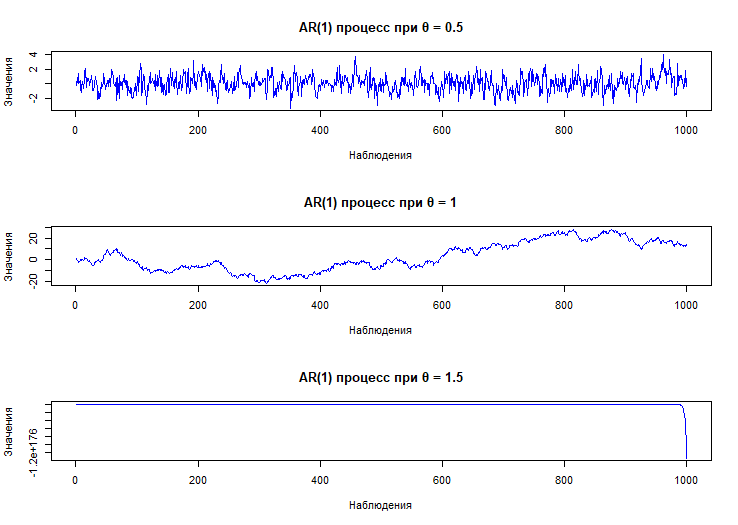 AR(1) процесс при θ = 0.5
Значения
-2 2 4
0 200 400 600 800 1000
Наблюдения
AR(1) процесс при θ = 1
Значения
-20 0 20
0 200 400 600 800 1000
Наблюдения
AR(1) процесс при θ = 1.5
Значения
-1.2e+176
0 200 400 600 800 1000
Наблюдения